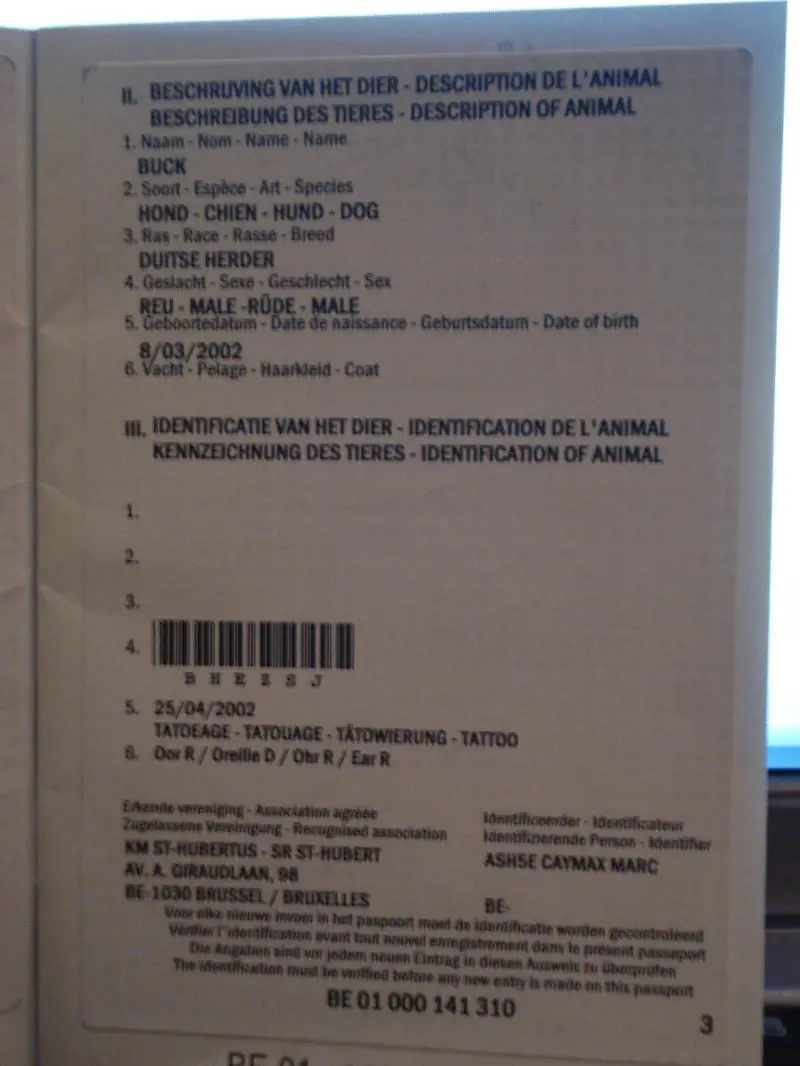 II. BESCHRIJVING VAN HET DIER - DESCRIPTION DE L'ANIMAL
BESCHREIBUNG DES TIERES - DESCRIPTION OF ANIMAL
1. Naam - Nom - Name - Name
BUCK
2. Soort - Espèce - Art - Species
HOND - CHIEN - HUND - DOG
3. Ras - Race - Rasse - Breed
DUITSE HERDER
4. Geslacht - Sexe - Geschlecht - Sex
REU - MALE -RÜDE - MALE
5. Geboortedatum - Date de naissance - Geburtsdatum - Date of birth
8/03/2002
6. Vacht - Pelage - Haarkleid - Coat
III. IDENTIFICATIE VAN HET DIER - IDENTIFICATION DE L'ANIMAL
KENNZEICHNUNG DES TIERES - IDENTIFICATION OF ANIMAL
1.
2.
3.
4.
BHE2SJ
5. 25/04/2002
TATOEAGE - TATOUAGE - TÄTOWIERUNG - TATTOO
6. Oor R / Oreille D / Ohr R / Ear R
Erkende vereniging - Association agréée
Zugelassene Vereinigung - Recognised association
KM ST-HUBERTUS - SR ST-HUBERT
AV. A. GIRAUDLAAN, 98
BE-1030 BRUSSEL / BRUXELLES
Identificeerder - Identificateur
Identifizierende Person - Identifier
ASH5E CAYMAX MARC
BE-
Voor elke nieuwe invoer in het paspoort moet de identificatie worden gecontroleerd
Vérifier l'identification avant tout nouvel enregistrement dans le présent passeport
Die Angaben sind vor jedem neuen Eintrag in diesen Ausweis zu überprüfen
The identification must be verified before any new entry is made on this passport
BE 01 000 141 310
3
BE 01